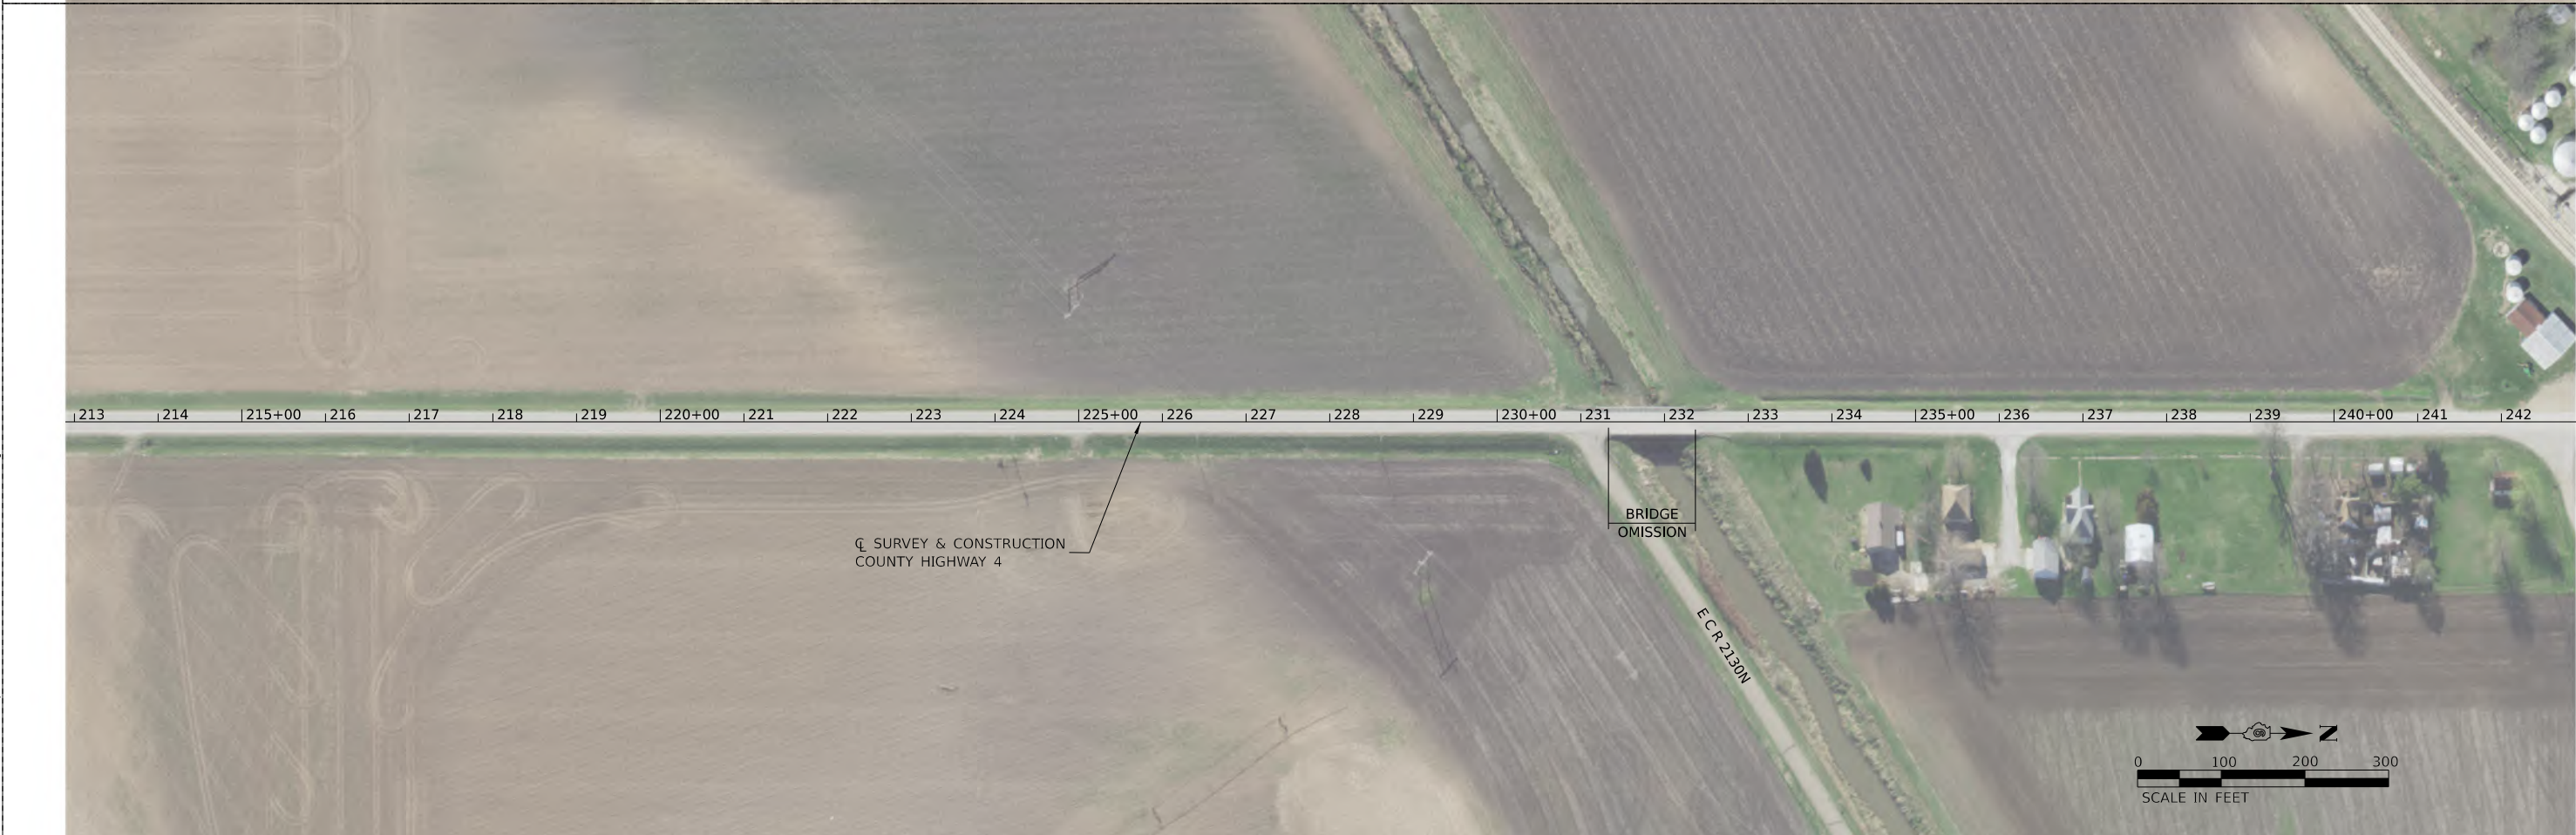 213 214 215+00 216 217 218 219 220+00 221 222 223 224 225+00 226 227 228 229 230+00 231 232 233 234 235+00 236 237 238 239 240+00 241 242
BRIDGE
OMISSION
℄ SURVEY & CONSTRUCTION
COUNTY HIGHWAY 4
E C R 2130N
N
0 100 200 300
SCALE IN FEET